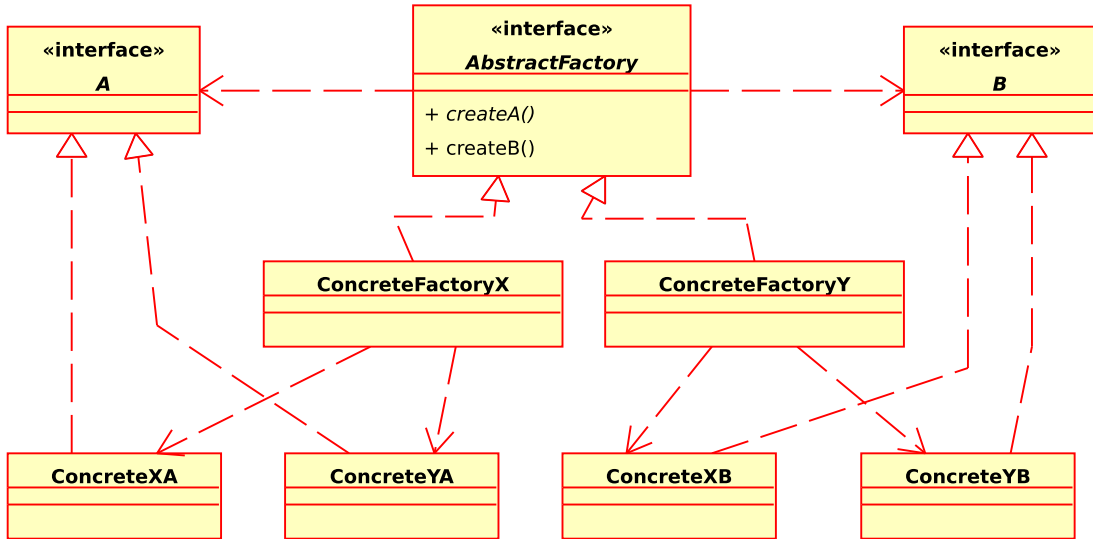 «interface»
A
«interface»
AbstractFactory
+ createA()
+ createB()
«interface»
B
ConcreteFactoryX
ConcreteFactoryY
ConcreteXA
ConcreteYA
ConcreteXB
ConcreteYB